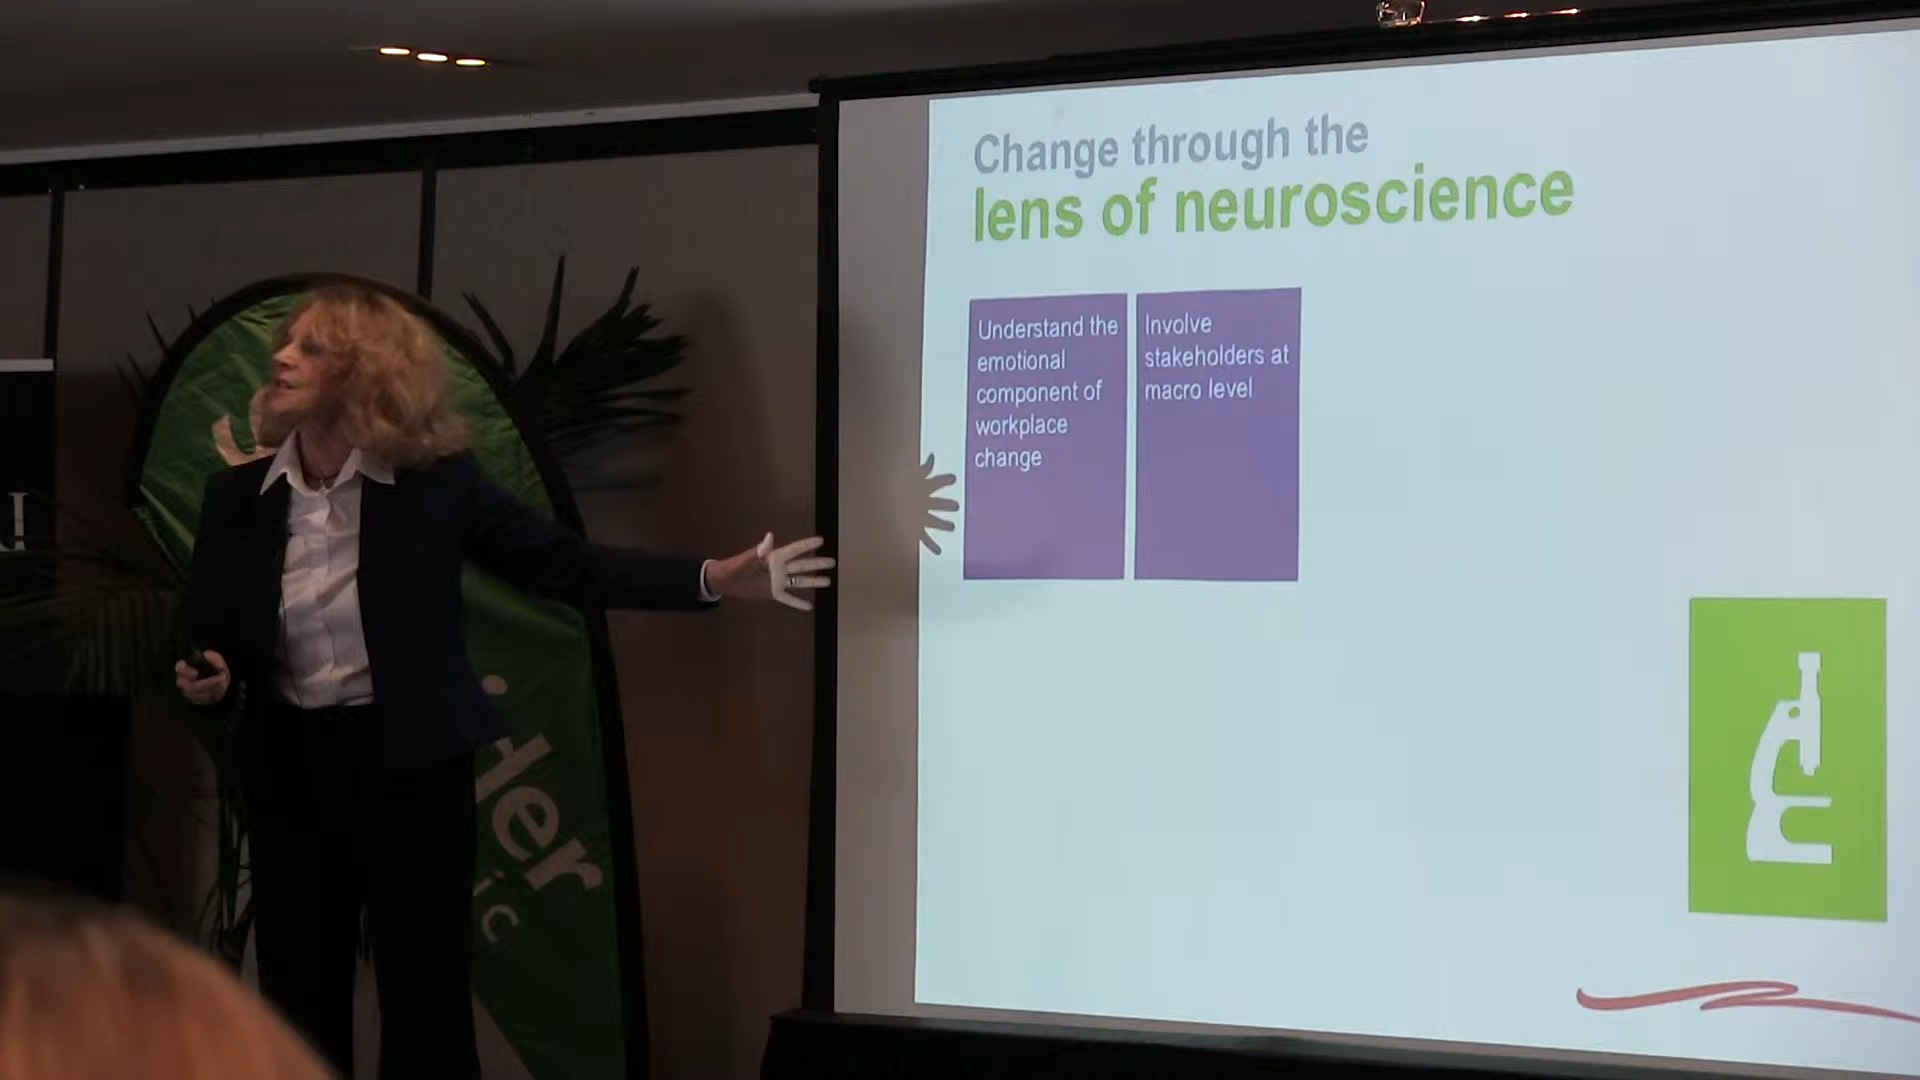 Change through the
lens of neuroscience
Understand the
emotional
component of
workplace
change
Involve
stakeholders at
macro level